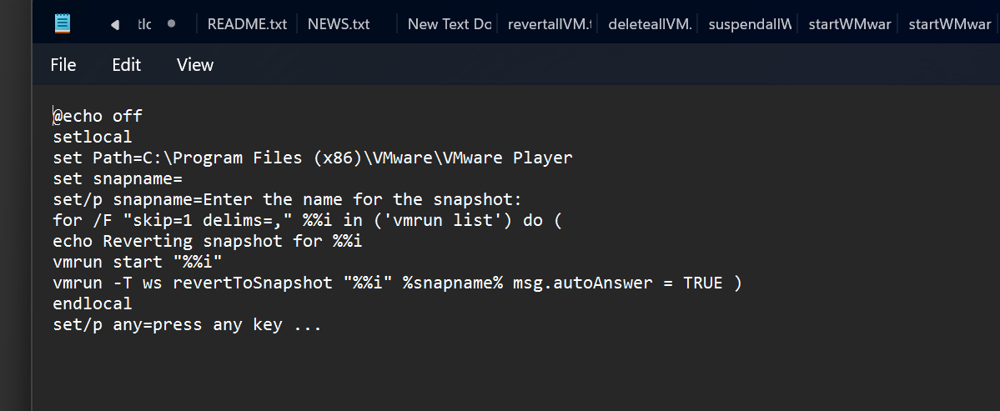 tlc README.txt NEWS.txt New Text Do revertallVM.t deleteallVM. suspendallW startWMwar startWMwar
File Edit View
@echo off
setlocal
set Path=C:\Program Files (x86)\VMware\VMware Player
set snapname=
set/p snapname=Enter the name for the snapshot:
for /F "skip=1 delims=," %%i in ('vmrun list') do (
echo Reverting snapshot for %%i
vmrun start "%%i"
vmrun -T ws revertToSnapshot "%%i" %snapname% msg.autoAnswer = TRUE )
endlocal
set/p any=press any key ...